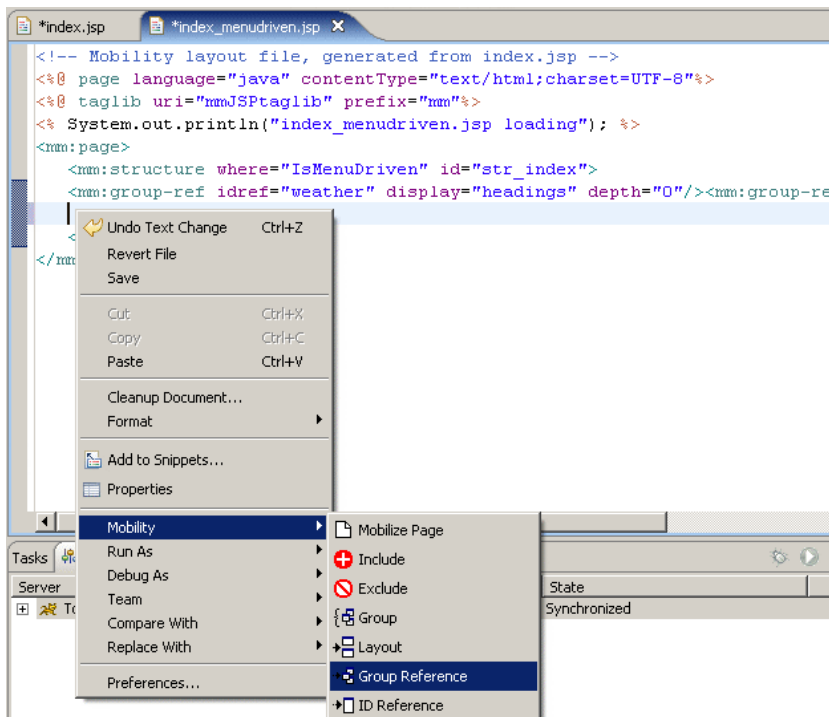 *index.jsp
*index_menudriven.jsp
<!-- Mobility layout file, generated from index.jsp -->
<%@ page language="java" contentType="text/html;charset=UTF-8"%>
<%@ taglib uri="mmJSPtaglib" prefix="mm"%>
<% System.out.println("index_menudriven.jsp loading"); %>
<mm:page>
<mm:structure where="IsMenuDriven" id="str_index">
<mm:group-ref idref="weather" display="headings" depth="0"/><mm:group-re
<
</mm
Undo Text Change Ctrl+Z
Revert File
Save
Cut Ctrl+X
Copy Ctrl+C
Paste Ctrl+V
Cleanup Document...
Format
Add to Snippets...
Properties
Mobility
Run As
Debug As
Team
Compare With
Replace With
Preferences...
Mobilize Page
Include
Exclude
Group
Layout
Group Reference
ID Reference
Tasks
Server State
To Synchronized